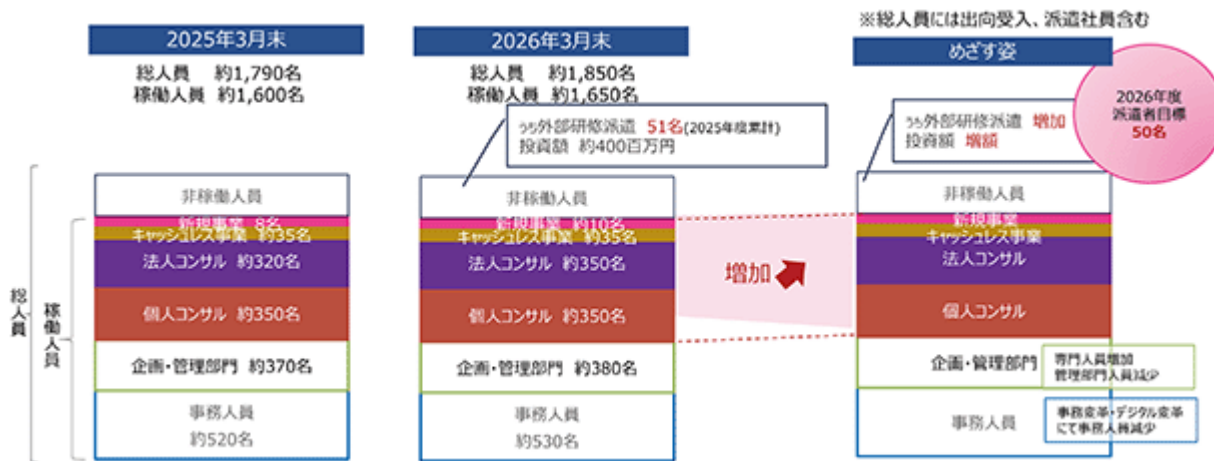 ※総人員には出向受入、派遣社員含む
2025年3月末
総人員 約1,790名
稼働人員 約1,600名
2026年3月末
総人員 約1,850名
稼働人員 約1,650名
めざす姿
2026年度
派遣者目標
50名
うち外部研修派遣 51名(2025年度累計)
投資額 約400百万円
うち外部研修派遣 増加
投資額 増額
総人員
稼働人員
非稼働人員
新規事業 8名
キャッシュレス事業 約35名
法人コンサル 約320名
個人コンサル 約350名
企画・管理部門 約370名
事務人員
約520名
非稼働人員
新規事業 約10名
キャッシュレス事業 約35名
法人コンサル 約350名
個人コンサル 約350名
企画・管理部門 約380名
事務人員
約530名
増加
非稼働人員
新規事業
キャッシュレス事業
法人コンサル
個人コンサル
企画・管理部門
専門人員増加
管理部門人員減少
事務人員
事務変革・デジタル変革
にて事務人員減少